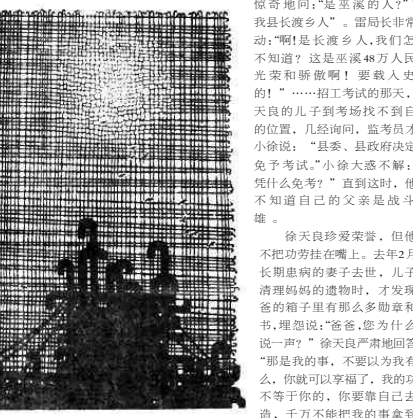 惊奇地问:“是巫溪的人?”
我县长渡乡人”。雷局长非常
动:“啊!是长渡乡人,我们怎
不知道? 这是巫溪48万人民
光荣和骄傲啊! 要载入史
的!”……招工考试的那天,
天良的儿子到考场找不到自
的位置, 几经询问, 监考员才
小徐说: “县委、县政府决定
免予考试。”小徐大惑不解:
凭什么免考? ”直到这时, 他
不知道自己的父亲是战斗
雄 。
徐天良珍爱荣誉, 但他
不把功劳挂在嘴上。去年2月
长期患病的妻子去世, 儿子
清理妈妈的遗物时, 才发现
爸的箱子里有那么多勋章和
书, 埋怨说:“爸爸,您为什么
说一声? ”徐天良严肃地回答
“那是我的事, 不要以为我有
么, 你就可以享福了, 我的功
不等于你的, 你要靠自己去
造, 千万不能把我的事拿到